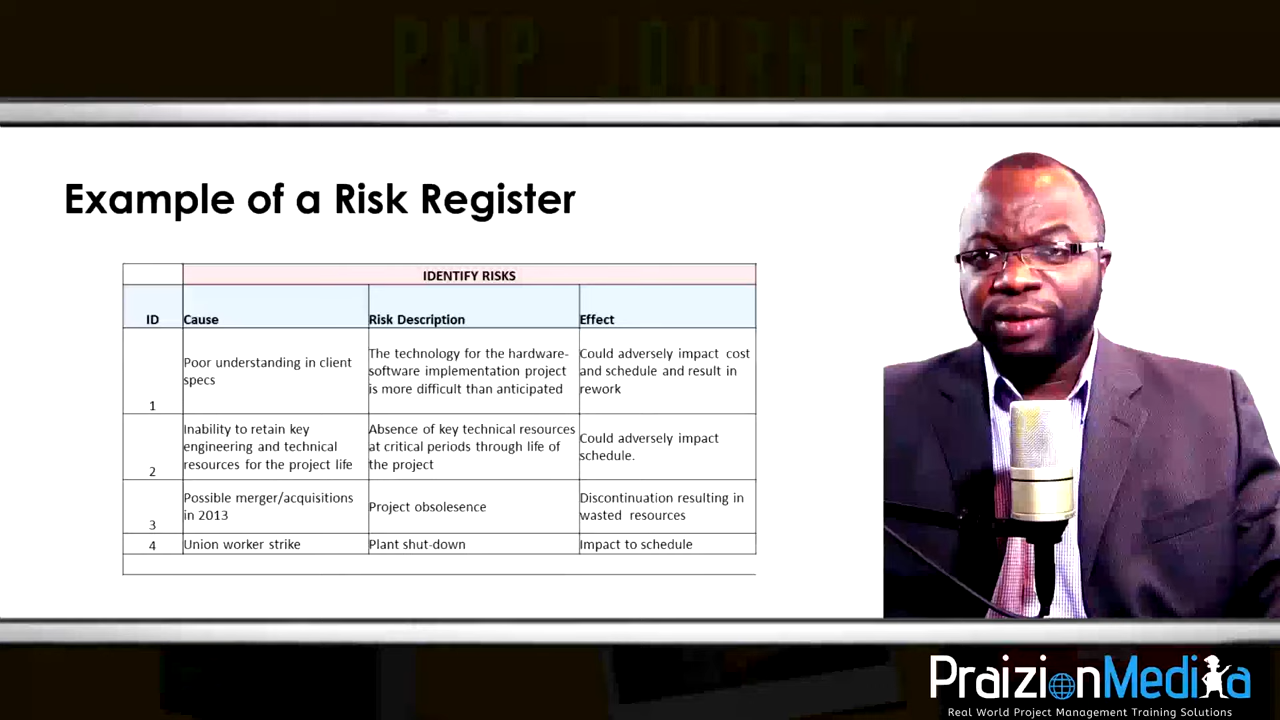 PMP JOURNEY
Example of a Risk Register
IDENTIFY RISKS
ID Cause Risk Description Effect
Poor understanding in client
specs
The technology for the hardware-
software implementation project
is more difficult than anticipated
Could adversely impact cost
and schedule and result in
rework
1
Inability to retain key
engineering and technical
resources for the project life
Absence of key technical resources
at critical periods through life of
the project
Could adversely impact
schedule.
2
Possible merger/acquisitions
in 2013
Project obsolesence
Discontinuation resulting in
wasted resources
3
4 Union worker strike Plant shut-down Impact to schedule
PraizionMedia
Real World Project Management Training Solutions